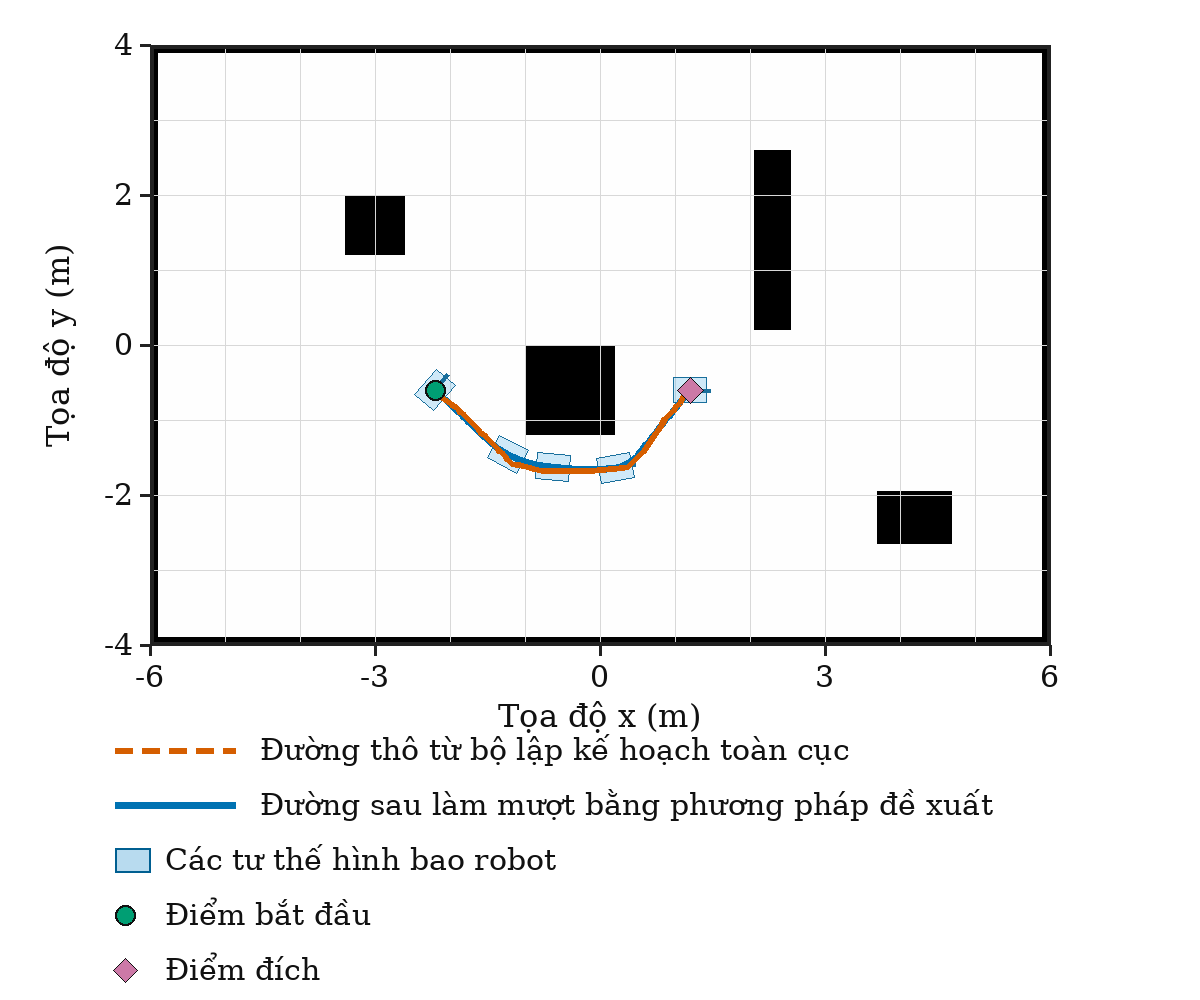 4
2
0
-2
-4
Tọa độ y (m)
-6 -3 0 3 6
Tọa độ x (m)
Đường thô từ bộ lập kế hoạch toàn cục
Đường sau làm mượt bằng phương pháp đề xuất
Các tư thế hình bao robot
Điểm bắt đầu
Điểm đích